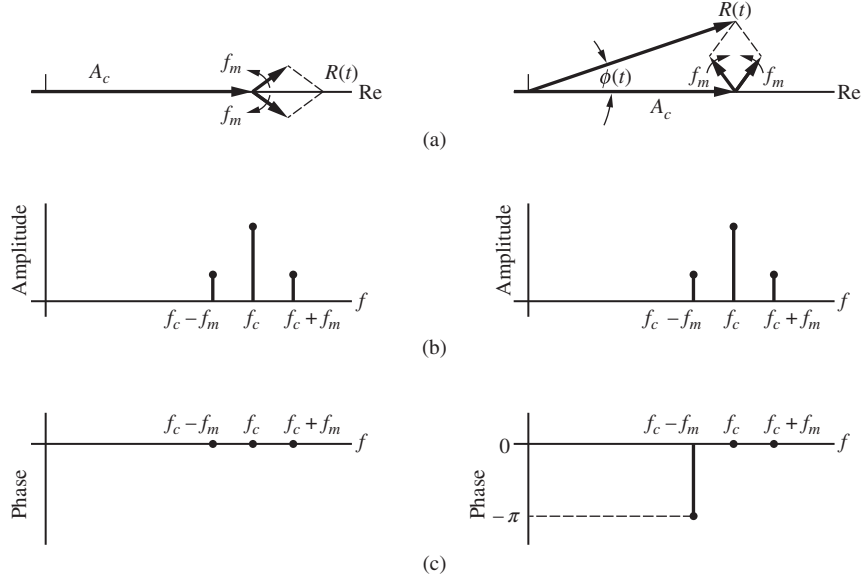 A_c f_m R(t) Re
f_m
R(t)
ϕ(t) f_m f_m Re
A_c
(a)
Amplitude f
f_c − f_m f_c f_c + f_m
Amplitude f
f_c − f_m f_c f_c + f_m
(b)
f_c − f_m f_c f_c + f_m
Phase f
f_c − f_m f_c f_c + f_m
0 f
Phase −π
(c)